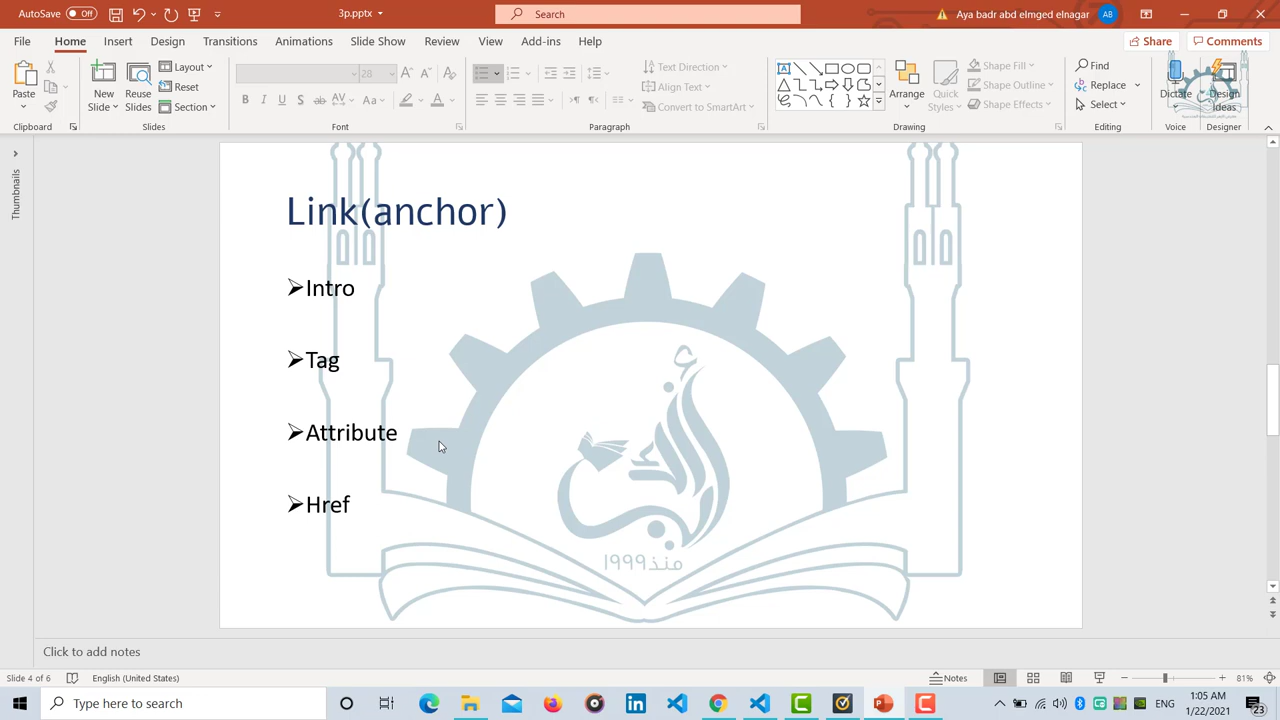 AutoSave Off
3p.pptx
Search
Aya badr abd elmged elnagar AB
File Home Insert Design Transitions Animations Slide Show Review View Add-ins Help Share Comments
Paste
Clipboard
New Slide
Reuse Slides
Layout
Reset
Section
Slides
28
Font
Text Direction
Align Text
Convert to SmartArt
Paragraph
Arrange
Quick Styles
Shape Fill
Shape Outline
Shape Effects
Drawing
Find
Replace
Select
Editing
Dictate
Voice
Design Ideas
Designer
Thumbnails
Link(anchor)
Intro
Tag
Attribute
Href
منذ ١٩٩٩
Click to add notes
Slide 4 of 6 English (United States) Notes 81%
Type here to search
1:05 AM
1/22/2021
23